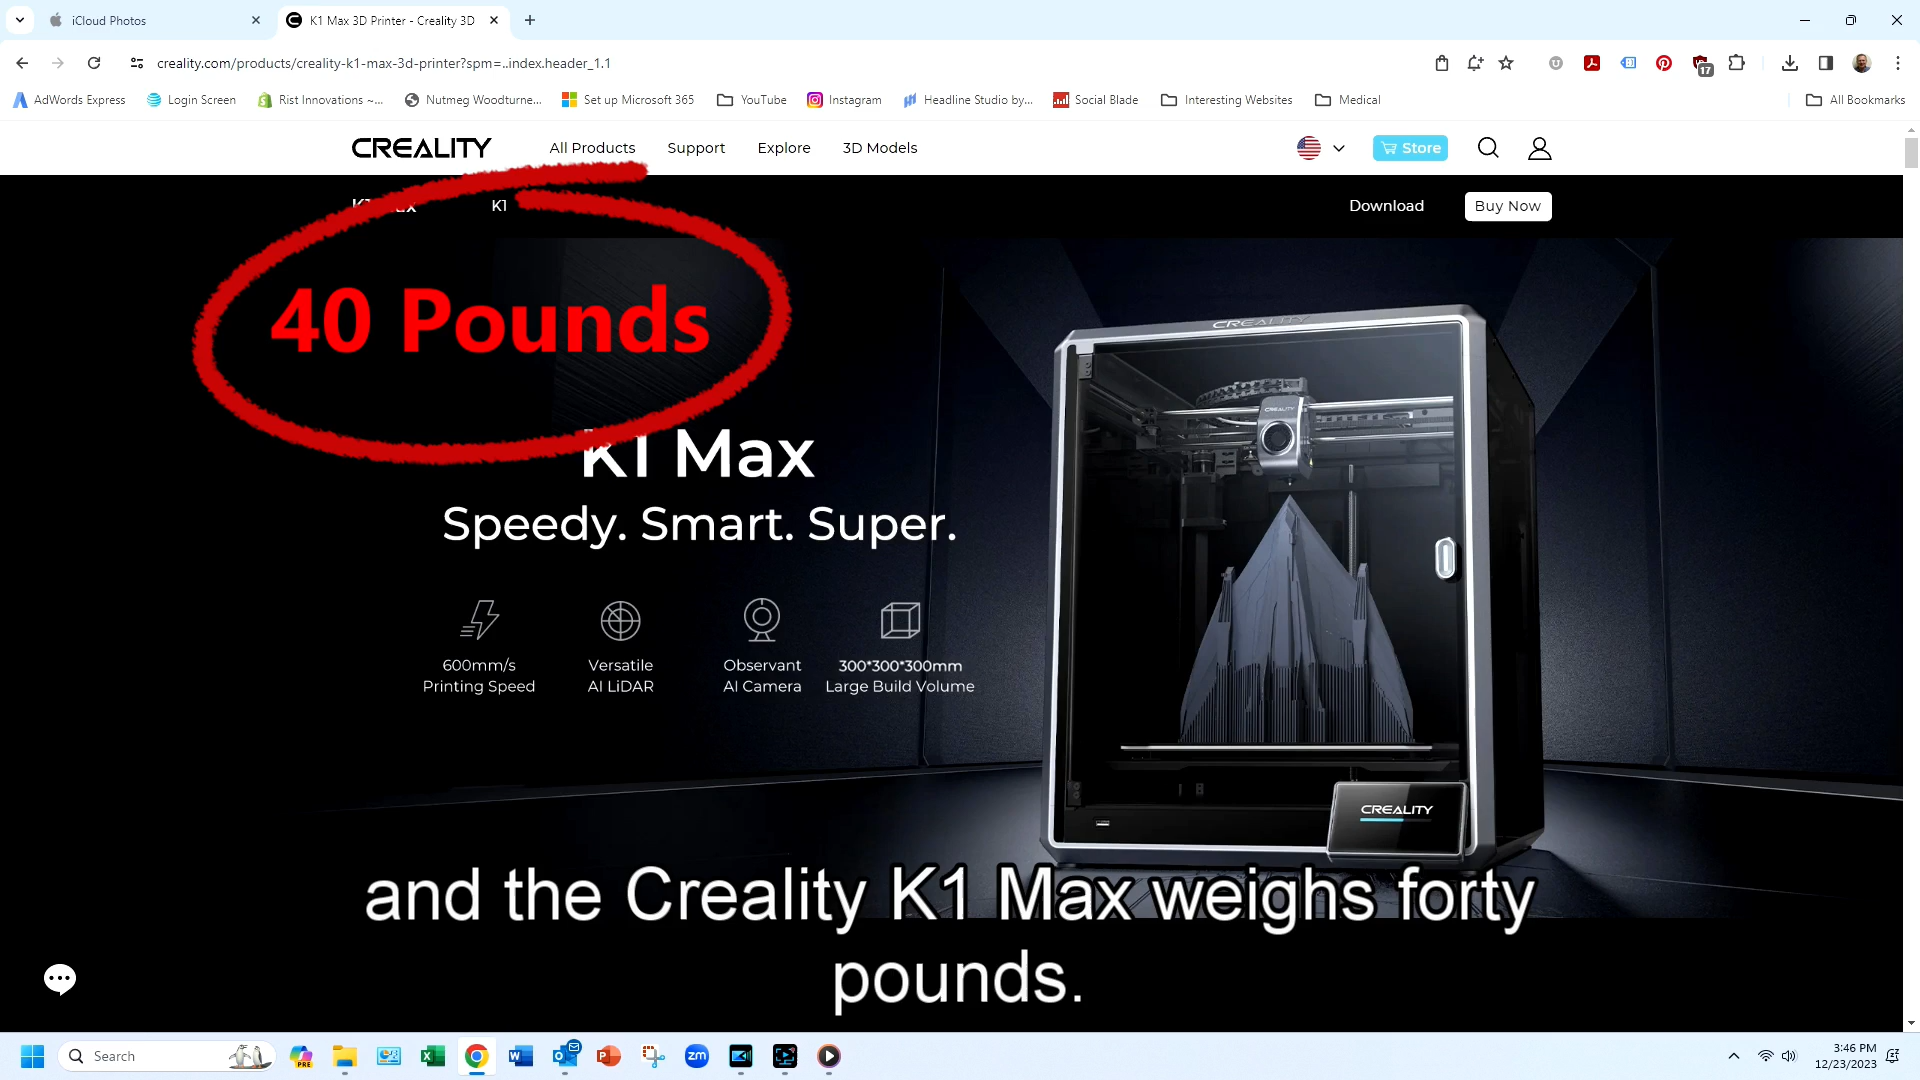 iCloud Photos
K1 Max 3D Printer - Creality 3D
creality.com/products/creality-k1-max-3d-printer?spm=..index.header_1.1
17
AdWords Express
Login Screen
Rist Innovations ~...
Nutmeg Woodturne...
Set up Microsoft 365
YouTube
Instagram
Headline Studio by...
Social Blade
Interesting Websites
Medical
All Bookmarks
CREALITY
All Products
Support
Explore
3D Models
Store
K1 Max
K1
Download
Buy Now
40 Pounds
K1 Max
Speedy. Smart. Super.
600mm/s
Printing Speed
Versatile
AI LiDAR
Observant
AI Camera
300*300*300mm
Large Build Volume
CREALITY
CREALITY
CREALITY
and the Creality K1 Max weighs forty
pounds.
Search
PRE
zm
3:46 PM
12/23/2023